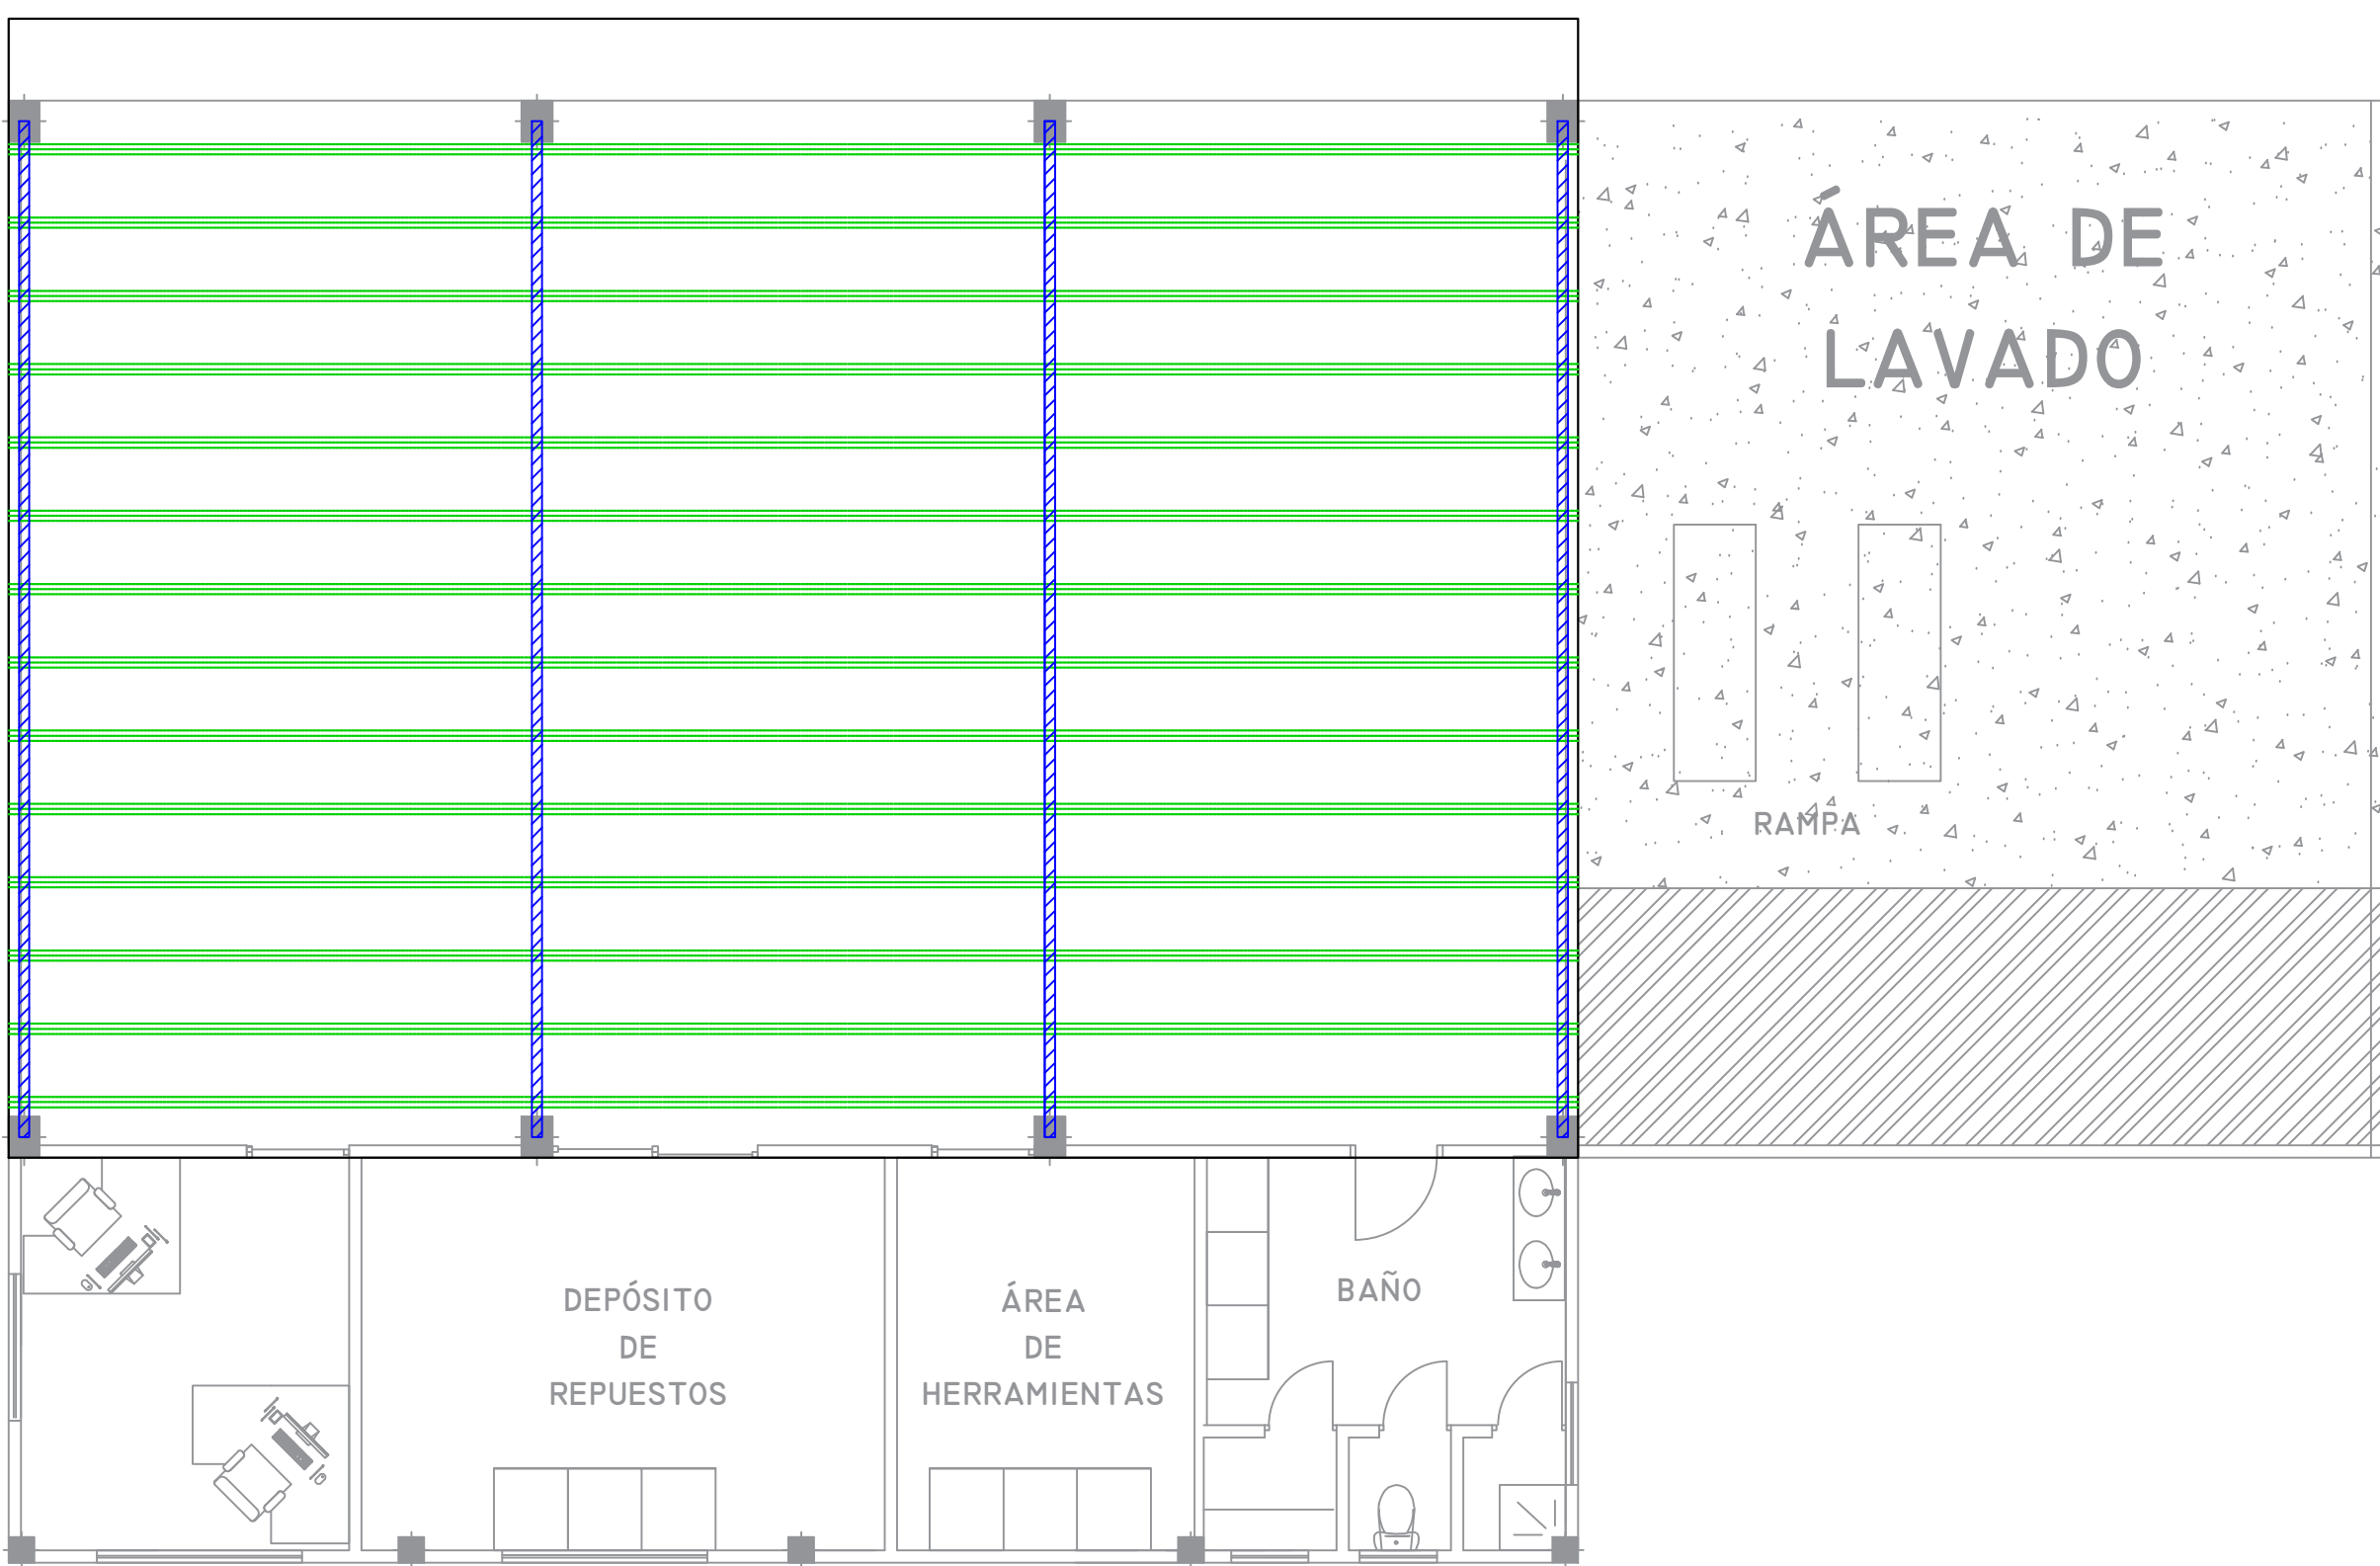 ÁREA DE
LAVADO
RAMPA
DEPÓSITO
DE
REPUESTOS
ÁREA
DE
HERRAMIENTAS
BAÑO